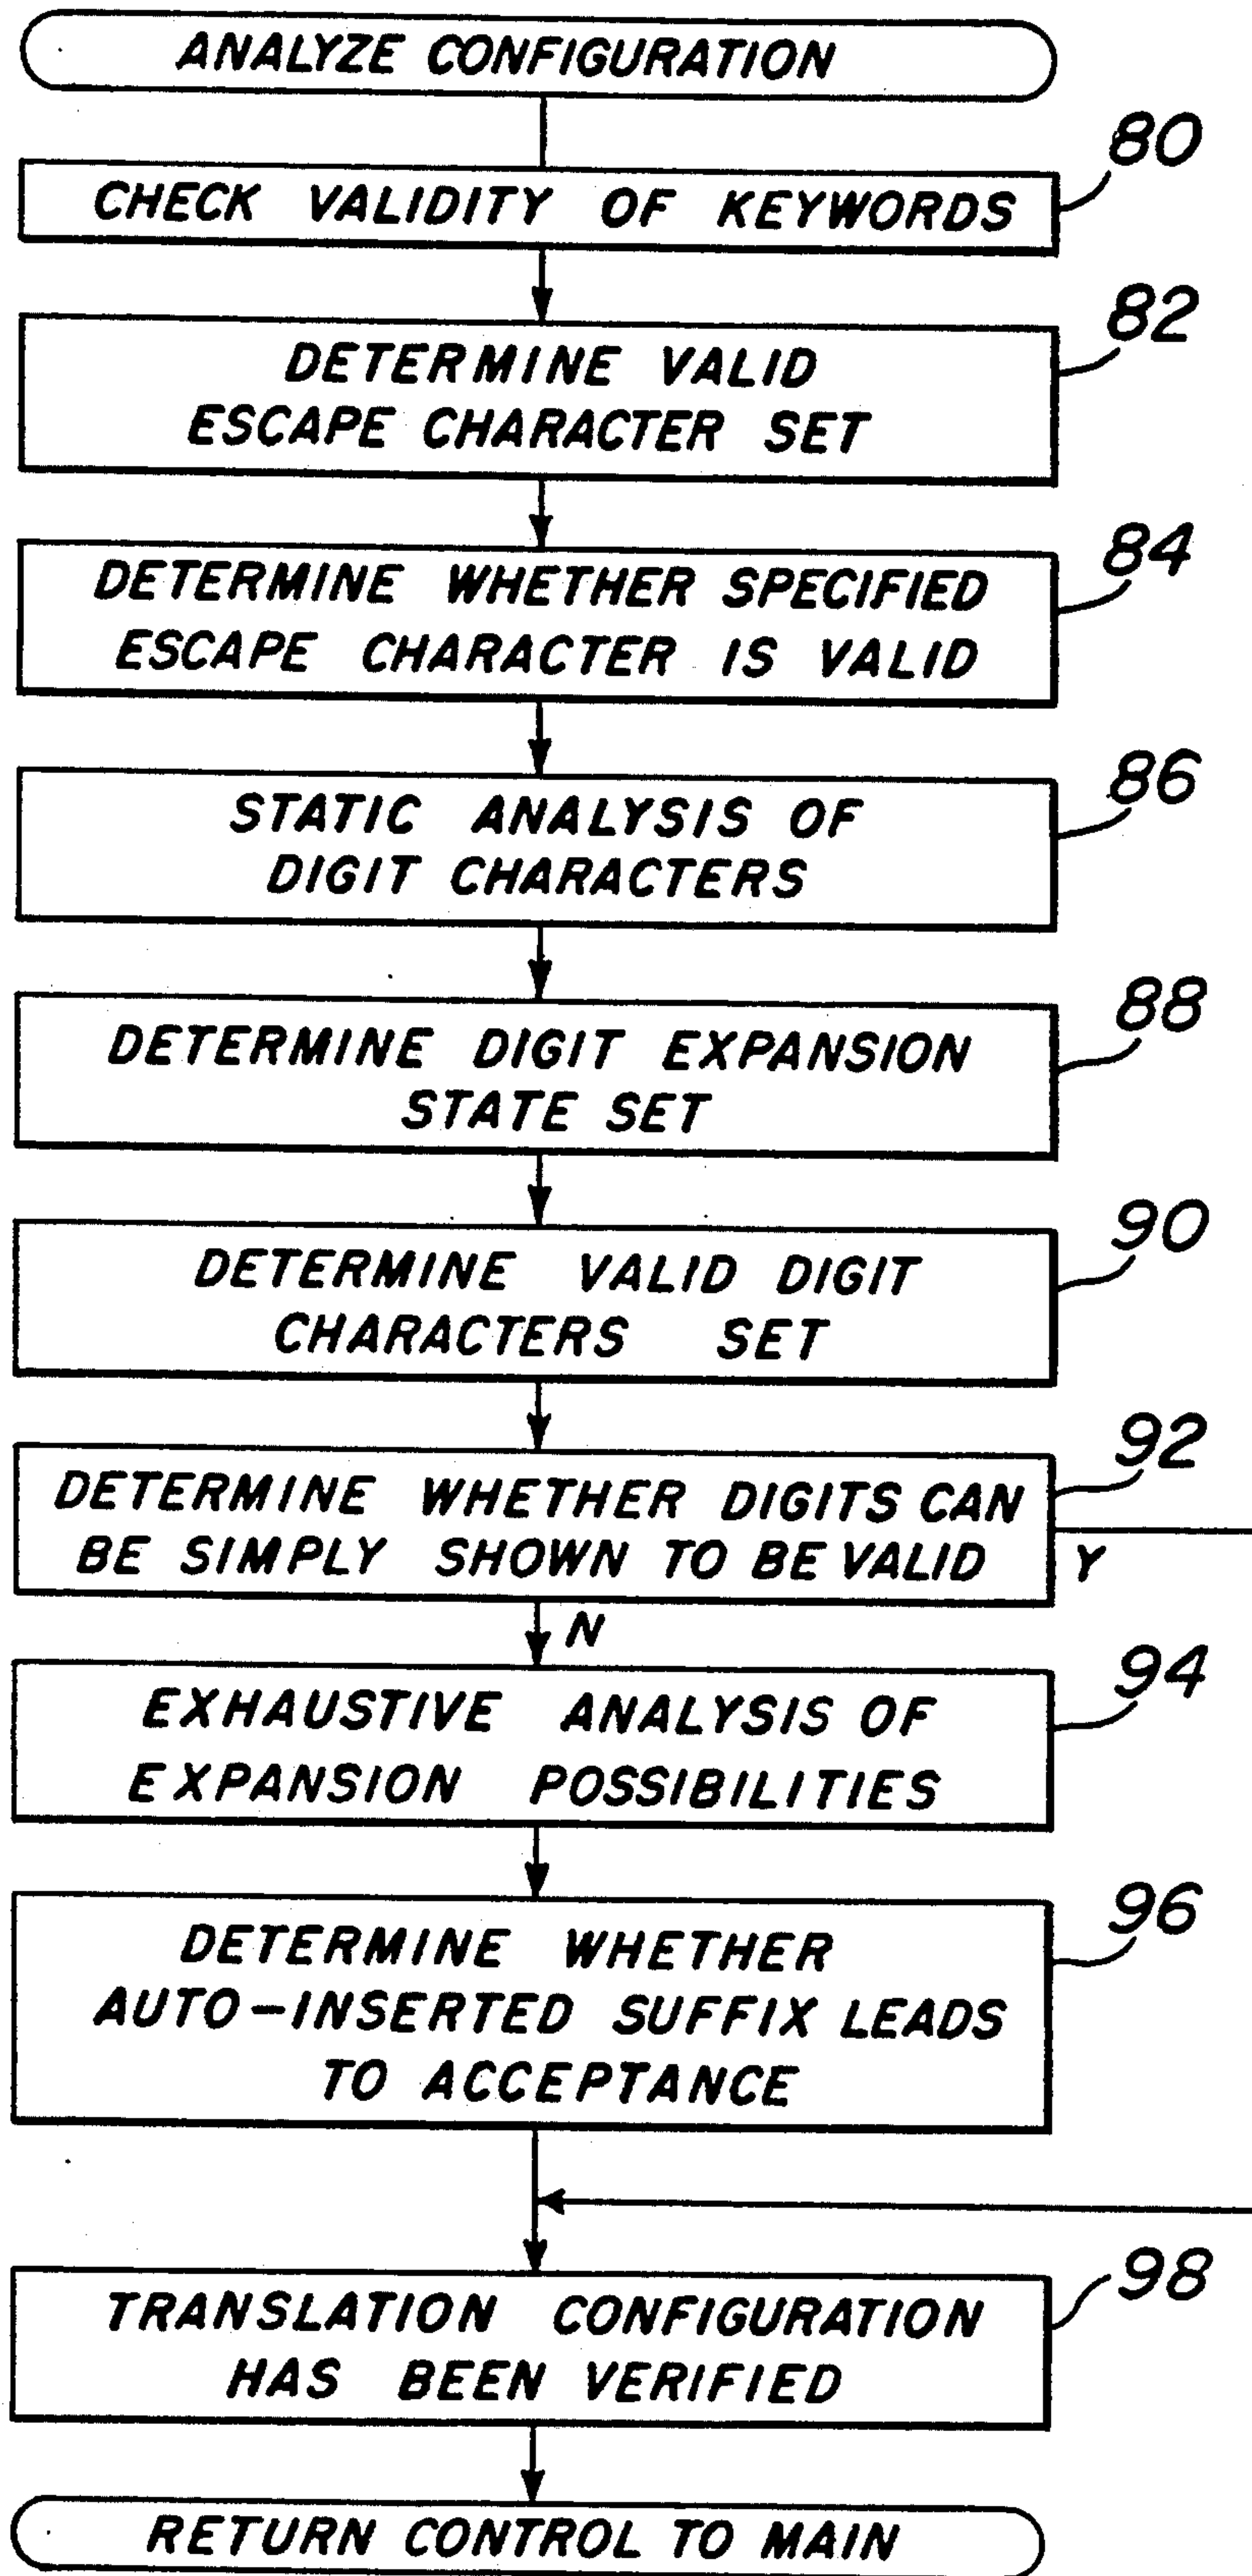 ANALYZE CONFIGURATION
80
CHECK VALIDITY OF KEYWORDS
82
DETERMINE VALID
ESCAPE CHARACTER SET
84
DETERMINE WHETHER SPECIFIED
ESCAPE CHARACTER IS VALID
86
STATIC ANALYSIS OF
DIGIT CHARACTERS
88
DETERMINE DIGIT EXPANSION
STATE SET
90
DETERMINE VALID DIGIT
CHARACTERS SET
92
DETERMINE WHETHER DIGITS CAN
BE SIMPLY SHOWN TO BE VALID
Y
N
94
EXHAUSTIVE ANALYSIS OF
EXPANSION POSSIBILITIES
96
DETERMINE WHETHER
AUTO-INSERTED SUFFIX LEADS
TO ACCEPTANCE
98
TRANSLATION CONFIGURATION
HAS BEEN VERIFIED
RETURN CONTROL TO MAIN